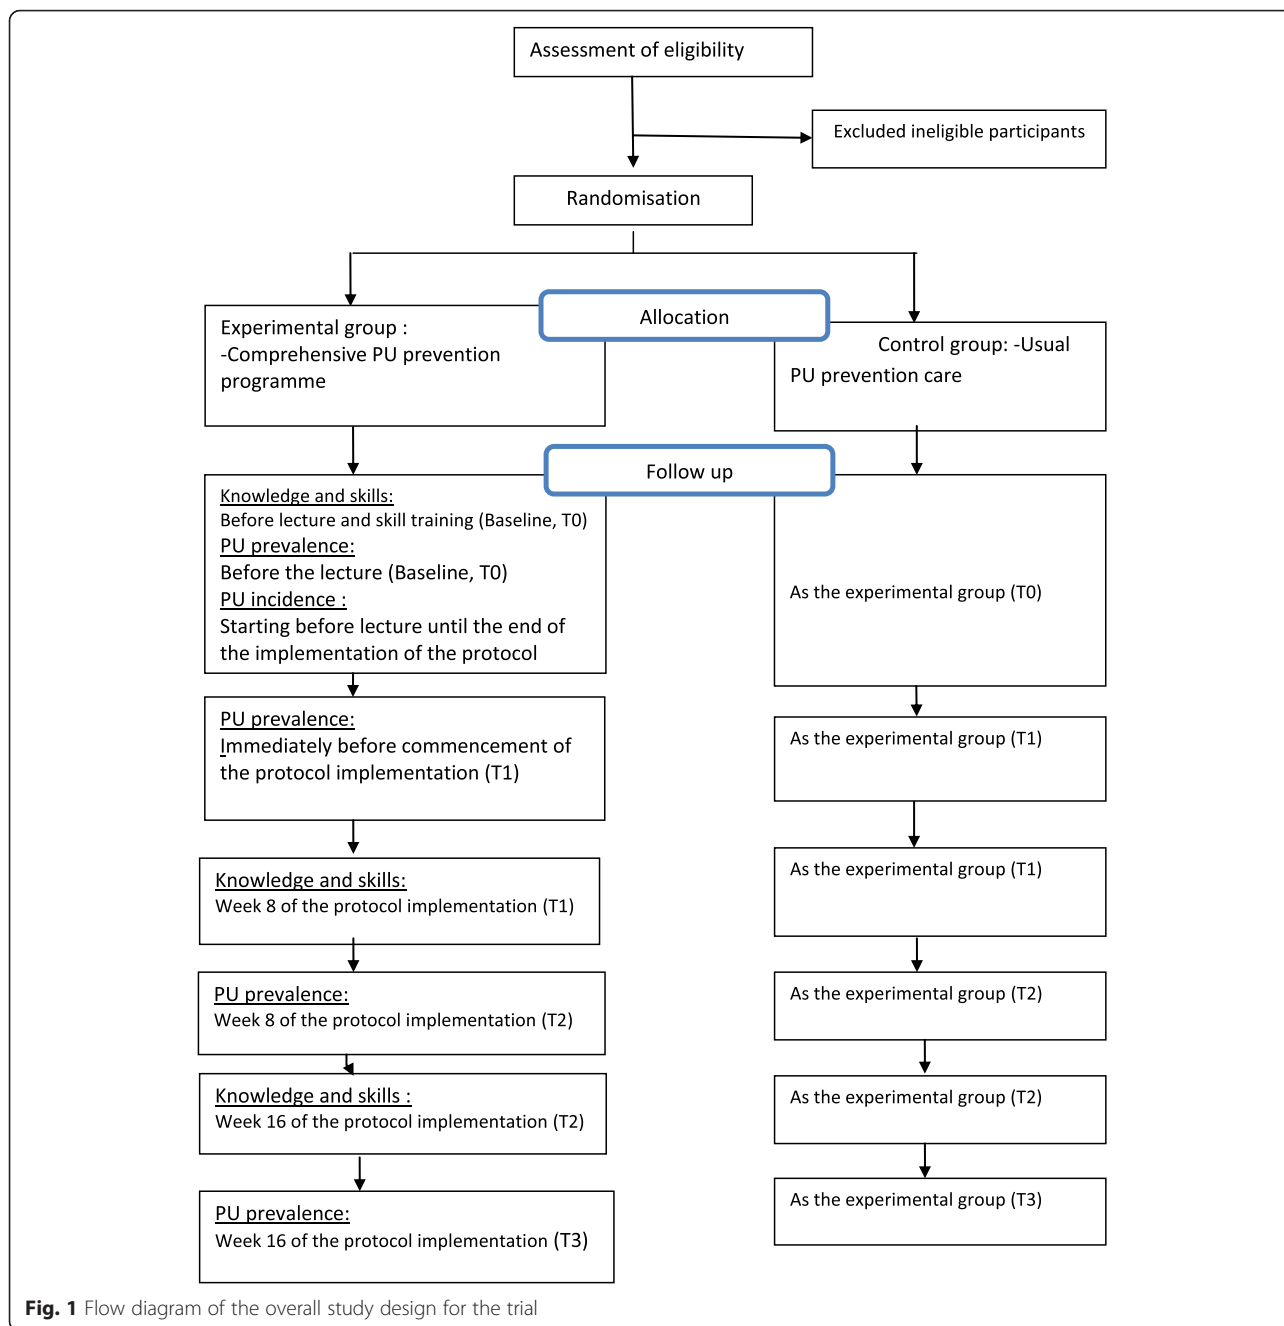 Assessment of eligibility
Excluded ineligible participants
Randomisation
Allocation
Experimental group :
-Comprehensive PU prevention
programme
Control group: -Usual
PU prevention care
Follow up
Knowledge and skills:
Before lecture and skill training (Baseline, T0)
PU prevalence:
Before the lecture (Baseline, T0)
PU incidence :
Starting before lecture until the end of
the implementation of the protocol
As the experimental group (T0)
PU prevalence:
Immediately before commencement of
the protocol implementation (T1)
As the experimental group (T1)
Knowledge and skills:
Week 8 of the protocol implementation (T1)
As the experimental group (T1)
PU prevalence:
Week 8 of the protocol implementation (T2)
As the experimental group (T2)
Knowledge and skills :
Week 16 of the protocol implementation (T2)
As the experimental group (T2)
PU prevalence:
Week 16 of the protocol implementation (T3)
As the experimental group (T3)
Fig. 1 Flow diagram of the overall study design for the trial